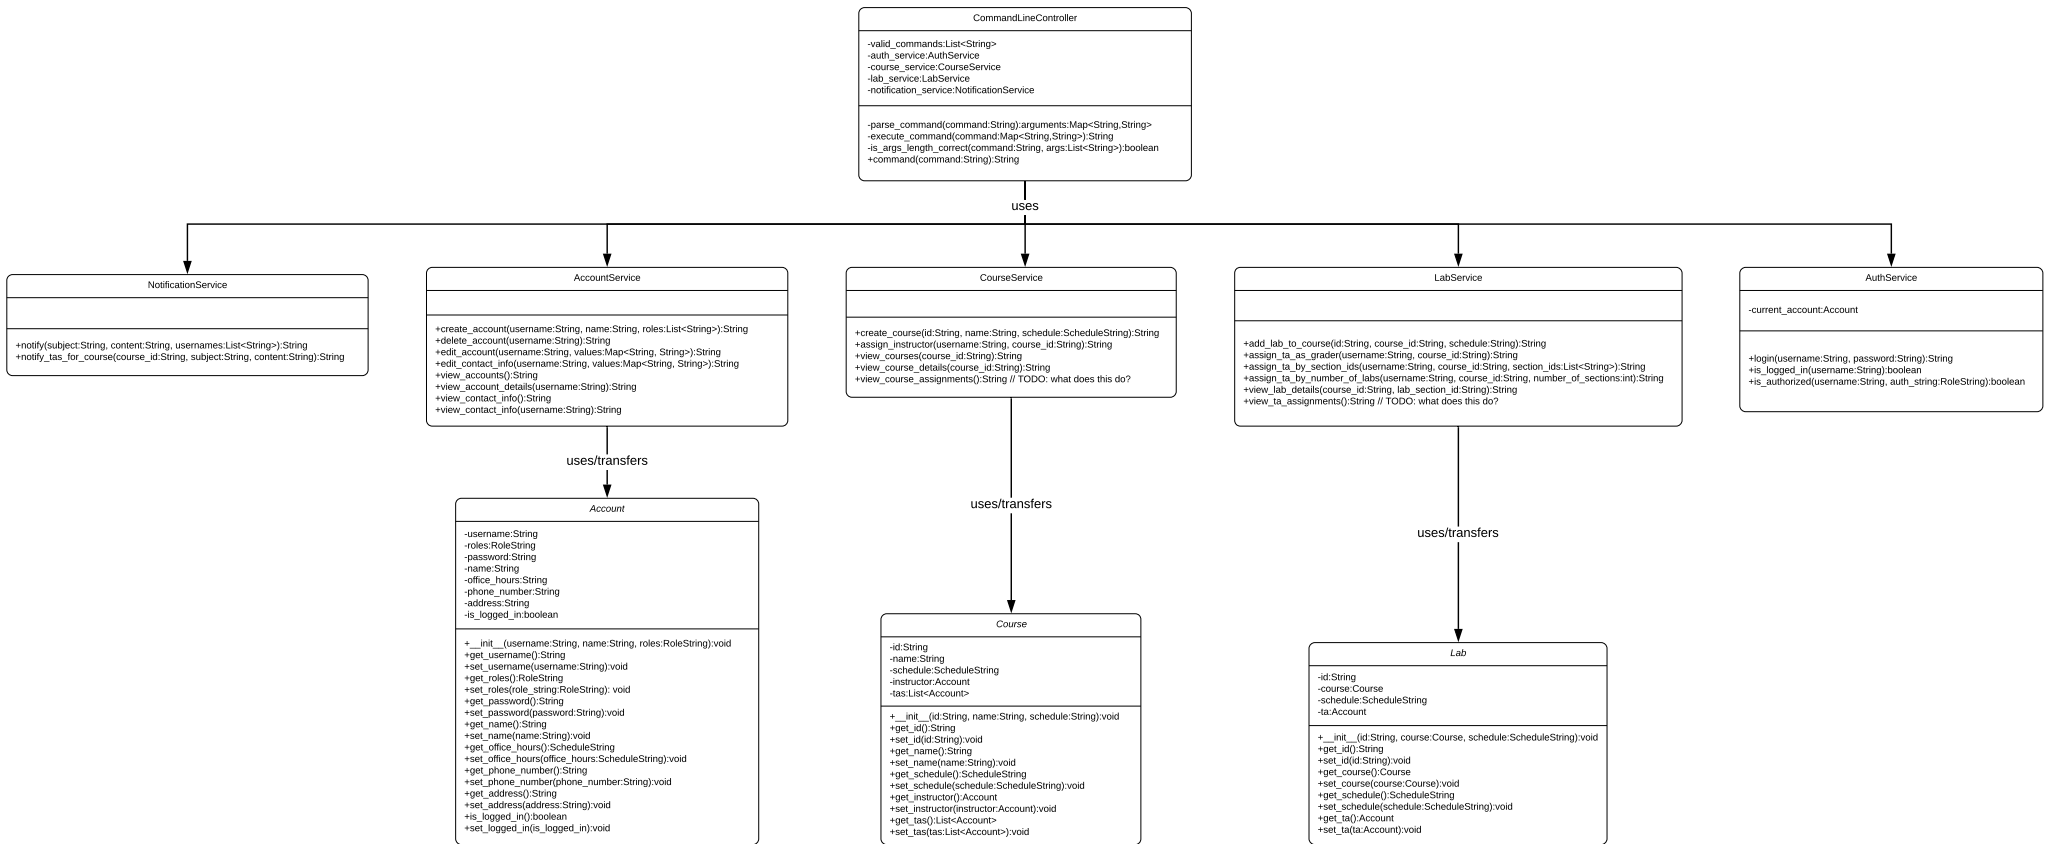 CommandLineController
-valid_commands:List<String>
-auth_service:AuthService
-course_service:CourseService
-lab_service:LabService
-notification_service:NotificationService
-parse_command(command:String):arguments:Map<String,String>
-execute_command(command:Map<String,String>):String
-is_args_length_correct(command:String, args:List<String>):boolean
+command(command:String):String
uses
NotificationService
+notify(subject:String, content:String, usernames:List<String>):String
+notify_tas_for_course(course_id:String, subject:String, content:String):String
AccountService
+create_account(username:String, name:String, roles:List<String>):String
+delete_account(username:String):String
+edit_account(username:String, values:Map<String, String>):String
+edit_contact_info(username:String, values:Map<String, String>):String
+view_accounts():String
+view_account_details(username:String):String
+view_contact_info():String
+view_contact_info(username:String):String
CourseService
+create_course(id:String, name:String, schedule:ScheduleString):String
+assign_instructor(username:String, course_id:String):String
+view_courses(course_id:String):String
+view_course_details(course_id:String):String
+view_course_assignments():String // TODO: what does this do?
LabService
+add_lab_to_course(id:String, course_id:String, schedule:String):String
+assign_ta_as_grader(username:String, course_id:String):String
+assign_ta_by_section_ids(username:String, course_id:String, section_ids:List<String>):String
+assign_ta_by_number_of_labs(username:String, course_id:String, number_of_sections:int):String
+view_lab_details(course_id:String, lab_section_id:String):String
+view_ta_assignments():String // TODO: what does this do?
AuthService
-current_account:Account
+login(username:String, password:String):String
+is_logged_in(username:String):boolean
+is_authorized(username:String, auth_string:RoleString):boolean
uses/transfers
uses/transfers
uses/transfers
Account
-username:String
-roles:RoleString
-password:String
-name:String
-office_hours:String
-phone_number:String
-address:String
-is_logged_in:boolean
+__init__(username:String, name:String, roles:RoleString):void
+get_username():String
+set_username(username:String):void
+get_roles():RoleString
+set_roles(role_string:RoleString): void
+get_password():String
+set_password(password:String):void
+get_name():String
+set_name(name:String):void
+get_office_hours():ScheduleString
+set_office_hours(office_hours:ScheduleString):void
+get_phone_number():String
+set_phone_number(phone_number:String):void
+get_address():String
+set_address(address:String):void
+is_logged_in():boolean
+set_logged_in(is_logged_in):void
Course
-id:String
-name:String
-schedule:ScheduleString
-instructor:Account
-tas:List<Account>
+__init__(id:String, name:String, schedule:String):void
+get_id():String
+set_id(id:String):void
+get_name():String
+set_name(name:String):void
+get_schedule():ScheduleString
+set_schedule(schedule:ScheduleString):void
+get_instructor():Account
+set_instructor(instructor:Account):void
+get_tas():List<Account>
+set_tas(tas:List<Account>):void
Lab
-id:String
-course:Course
-schedule:ScheduleString
-ta:Account
+__init__(id:String, course:Course, schedule:ScheduleString):void
+get_id():String
+set_id(id:String):void
+get_course():Course
+set_course(course:Course):void
+get_schedule():ScheduleString
+set_schedule(schedule:ScheduleString):void
+get_ta():Account
+set_ta(ta:Account):void